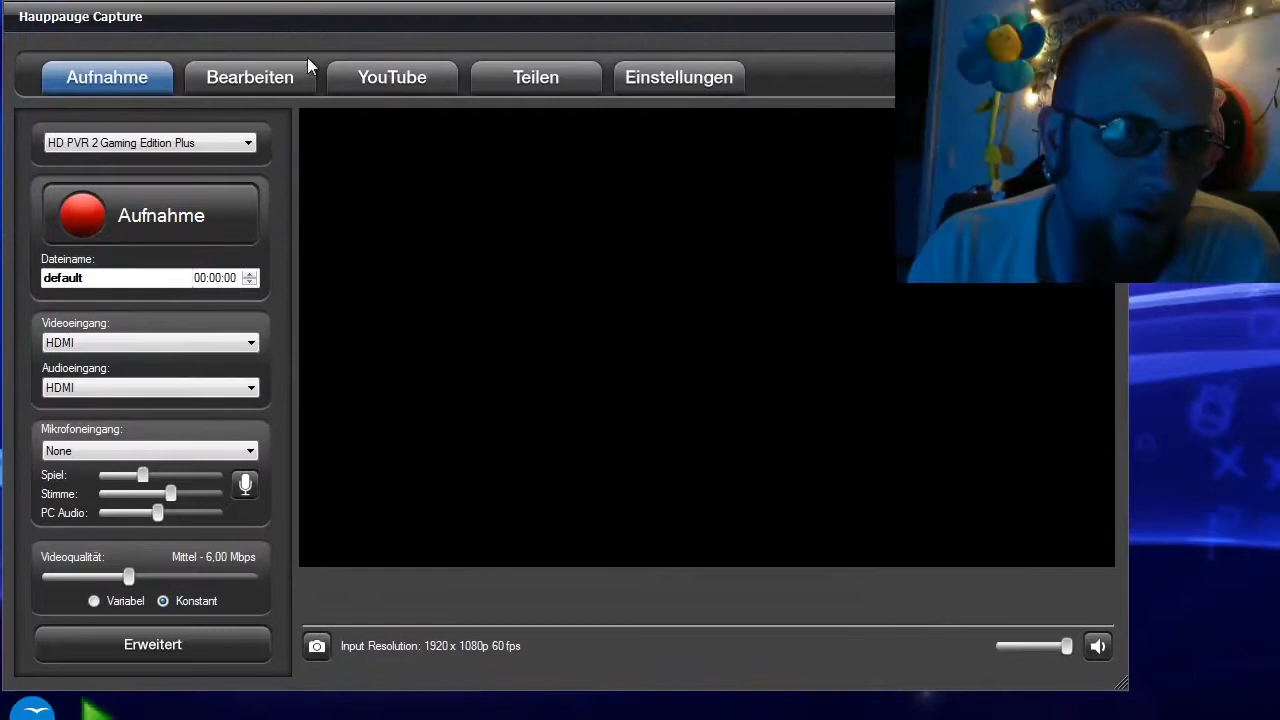 Hauppauge Capture
Aufnahme
Bearbeiten
YouTube
Teilen
Einstellungen
HD PVR 2 Gaming Edition Plus
Aufnahme
Dateiname:
default 00:00:00
Videoeingang:
HDMI
Audioeingang:
HDMI
Mikrofoneingang:
None
Spiel:
Stimme:
PC Audio:
Videoqualität: Mittel - 6,00 Mbps
Variabel Konstant
Erweitert
Input Resolution: 1920 x 1080p 60 fps